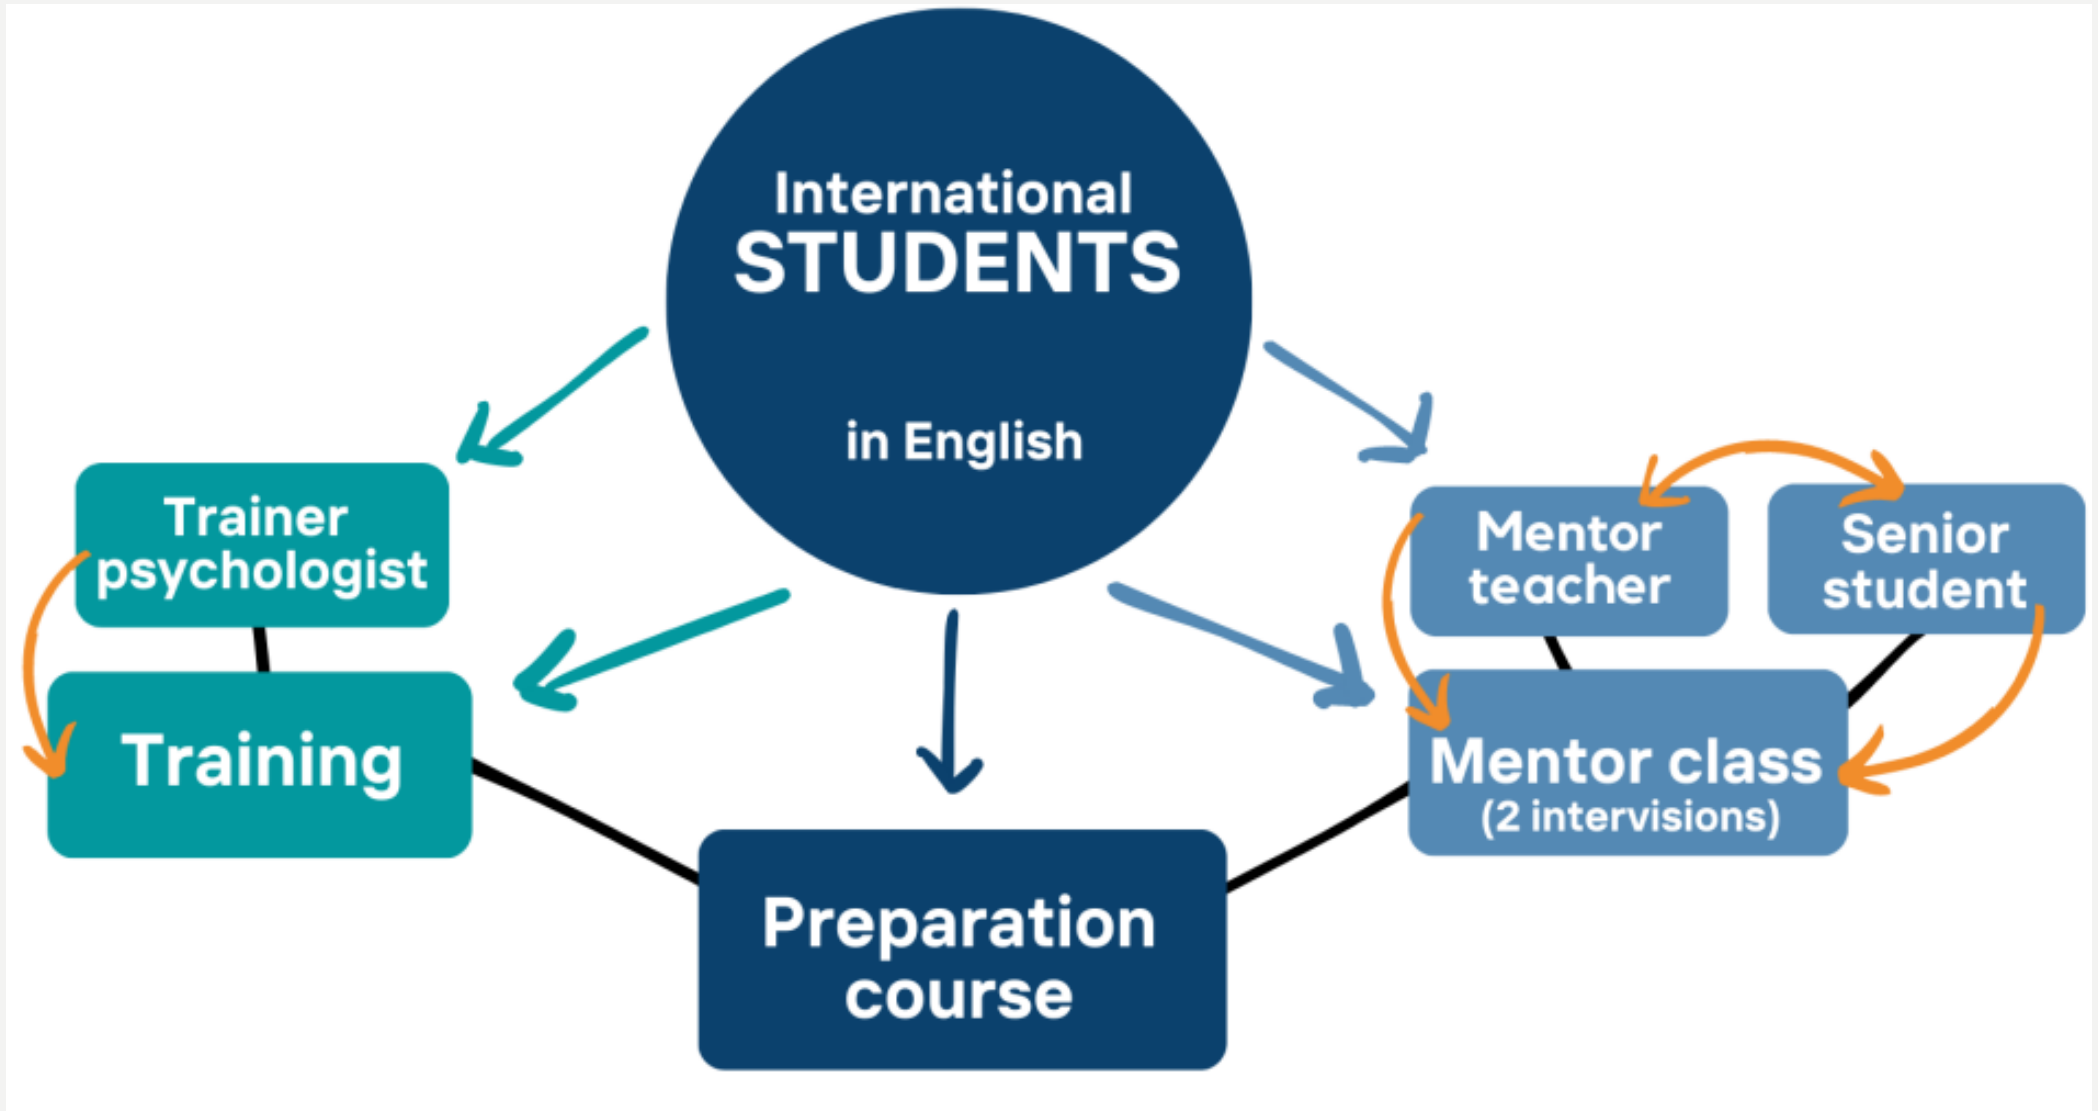 International
STUDENTS
in English
Trainer
psychologist
Training
Mentor
teacher
Senior
student
Mentor class
(2 intervisions)
Preparation
course